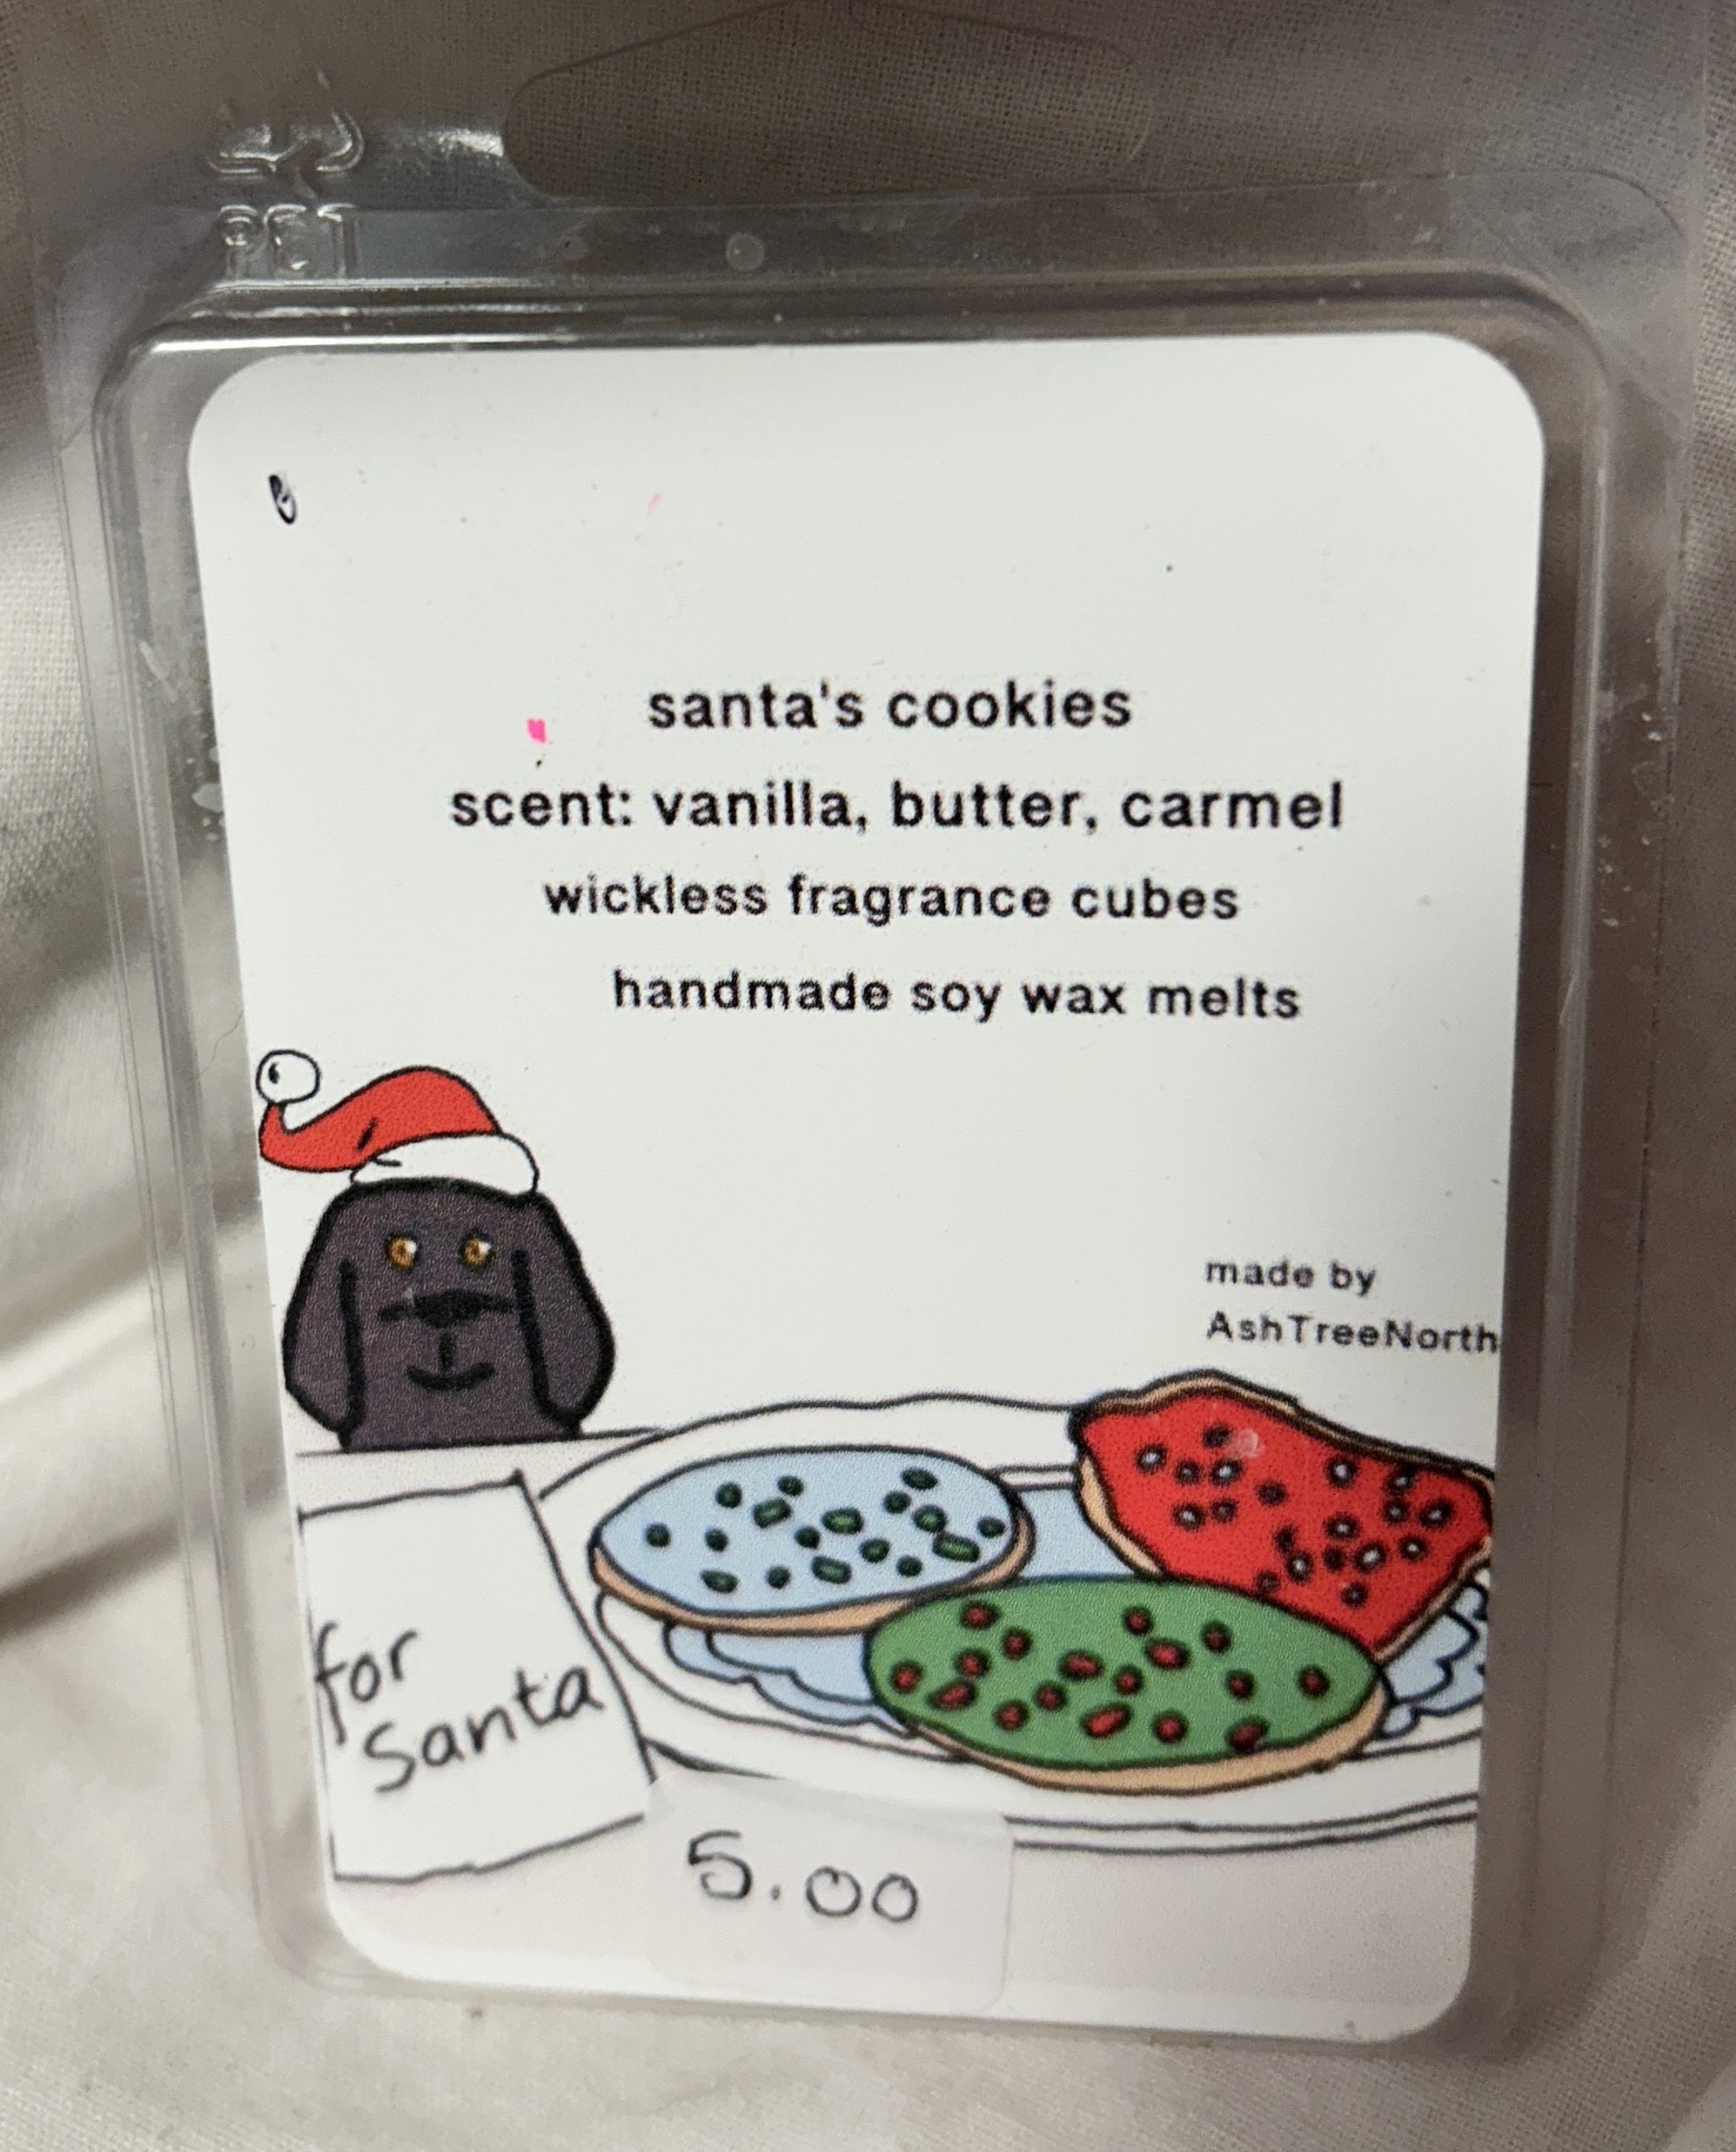 PET
santa's cookies
scent: vanilla, butter, carmel
wickless fragrance cubes
handmade soy wax melts
made by
AshTreeNorth
for
Santa
5.00